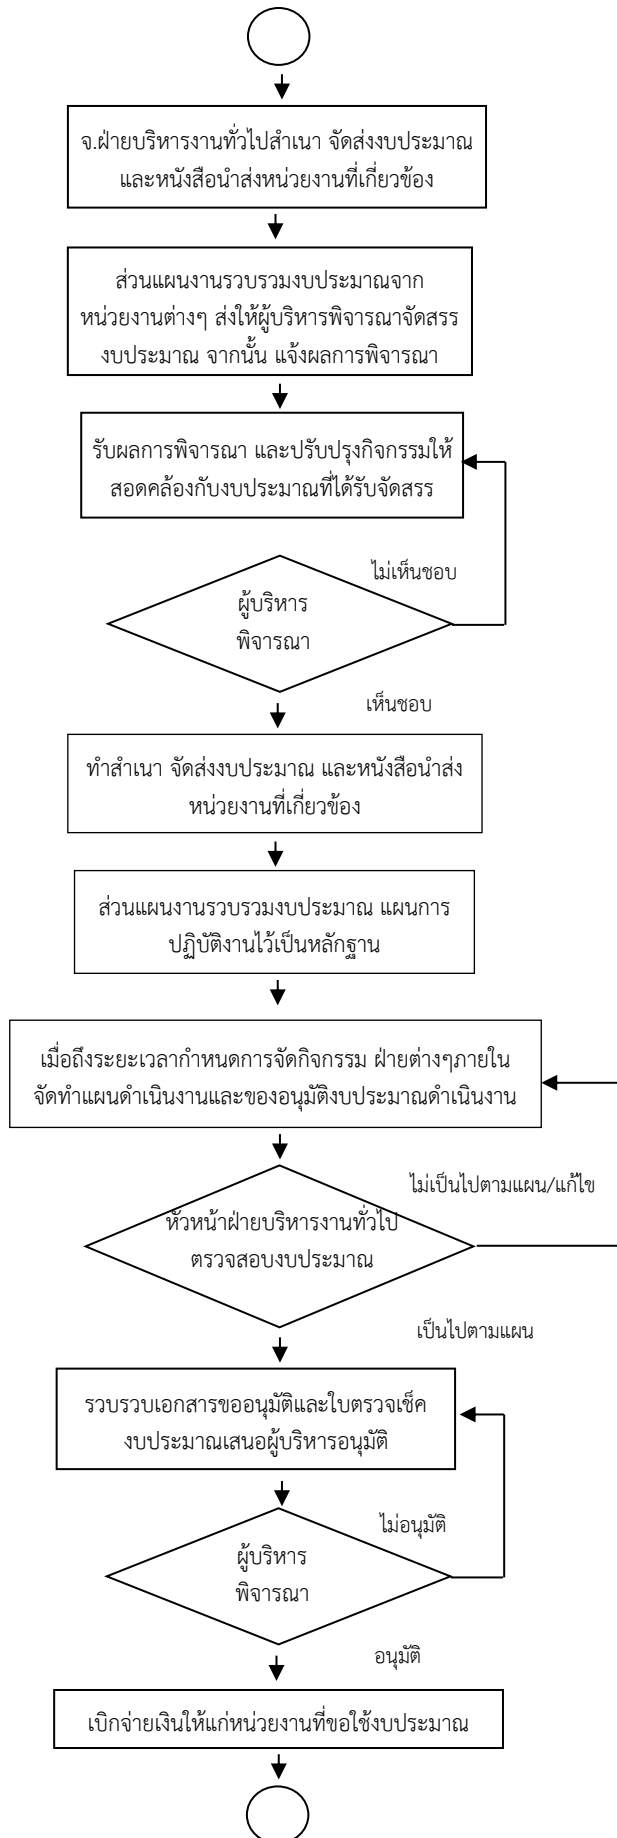 จ.ฝ่ายบริหารงานทั่วไปสำเนา จัดส่งงบประมาณ
และหนังสือนำส่งหน่วยงานที่เกี่ยวข้อง
ส่วนแผนงานรวบรวมงบประมาณจาก
หน่วยงานต่างๆ ส่งให้ผู้บริหารพิจารณาจัดสรร
งบประมาณ จากนั้น แจ้งผลการพิจารณา
รับผลการพิจารณา และปรับปรุงกิจกรรมให้
สอดคล้องกับงบประมาณที่ได้รับจัดสรร
ไม่เห็นชอบ
ผู้บริหาร
พิจารณา
เห็นชอบ
ทำสำเนา จัดส่งงบประมาณ และหนังสือนำส่ง
หน่วยงานที่เกี่ยวข้อง
ส่วนแผนงานรวบรวมงบประมาณ แผนการ
ปฏิบัติงานไว้เป็นหลักฐาน
เมื่อถึงระยะเวลากำหนดการจัดกิจกรรม ฝ่ายต่างๆภายใน
จัดทำแผนดำเนินงานและของอนุมัติงบประมาณดำเนินงาน
ไม่เป็นไปตามแผน/แก้ไข
หัวหน้าฝ่ายบริหารงานทั่วไป
ตรวจสอบงบประมาณ
เป็นไปตามแผน
รวบรวบเอกสารขออนุมัติและใบตรวจเช็ค
งบประมาณเสนอผู้บริหารอนุมัติ
ไม่อนุมัติ
ผู้บริหาร
พิจารณา
อนุมัติ
เบิกจ่ายเงินให้แก่หน่วยงานที่ขอใช้งบประมาณ